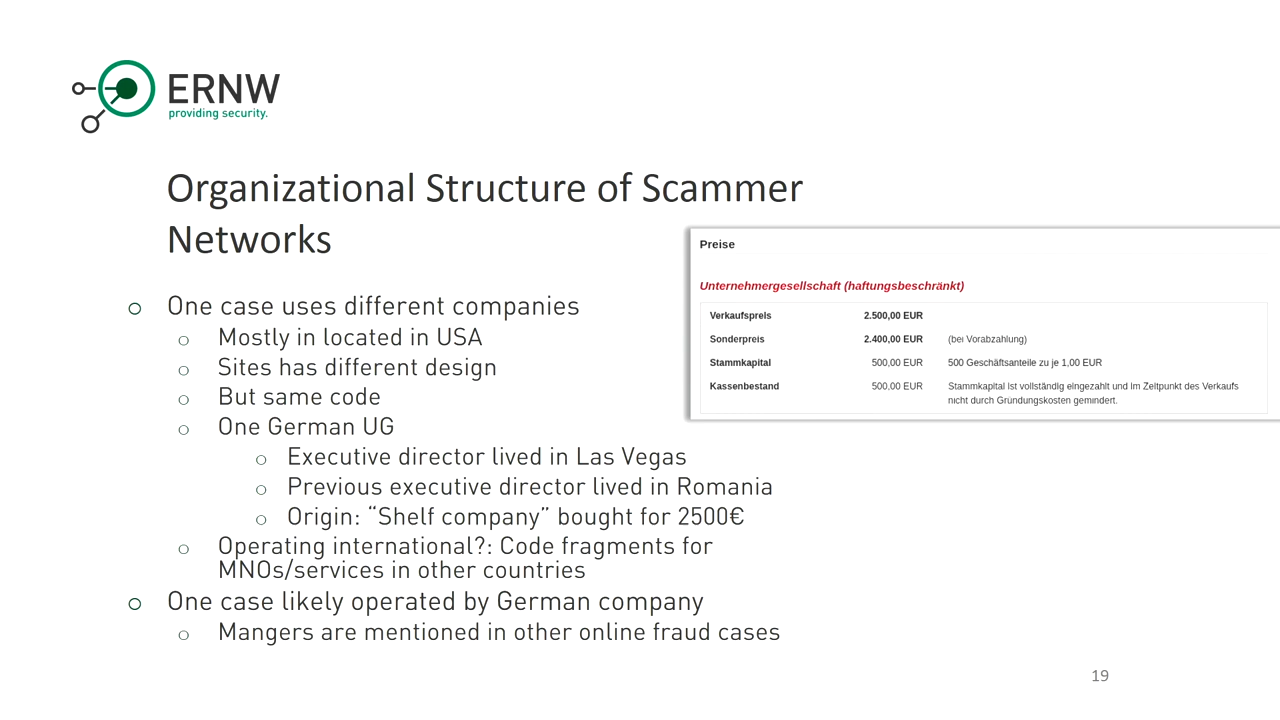 ERNW
providing security.
Organizational Structure of Scammer
Networks
o One case uses different companies
o Mostly in located in USA
o Sites has different design
o But same code
o One German UG
o Executive director lived in Las Vegas
o Previous executive director lived in Romania
o Origin: “Shelf company” bought for 2500€
o Operating international?: Code fragments for
MNOs/services in other countries
o One case likely operated by German company
o Mangers are mentioned in other online fraud cases
Preise
Unternehmergesellschaft (haftungsbeschränkt)
Verkaufspreis 2.500,00 EUR
Sonderpreis 2.400,00 EUR (bei Vorabzahlung)
Stammkapital 500,00 EUR 500 Geschäftsanteile zu je 1,00 EUR
Kassenbestand 500,00 EUR Stammkapital ist vollständig eingezahlt und im Zeitpunkt des Verkaufs
nicht durch Gründungskosten gemindert.
19